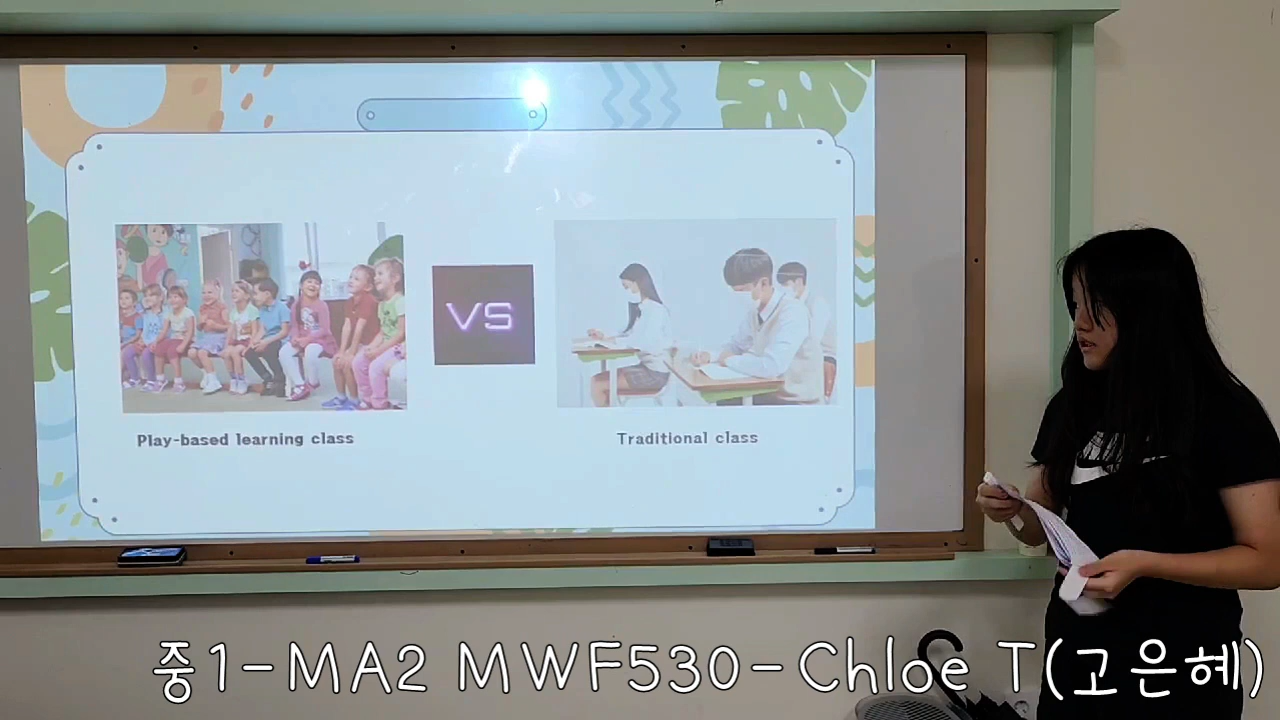 VS
Play-based learning class
Traditional class
중1-MA2 MWF530-Chloe T(고은혜)